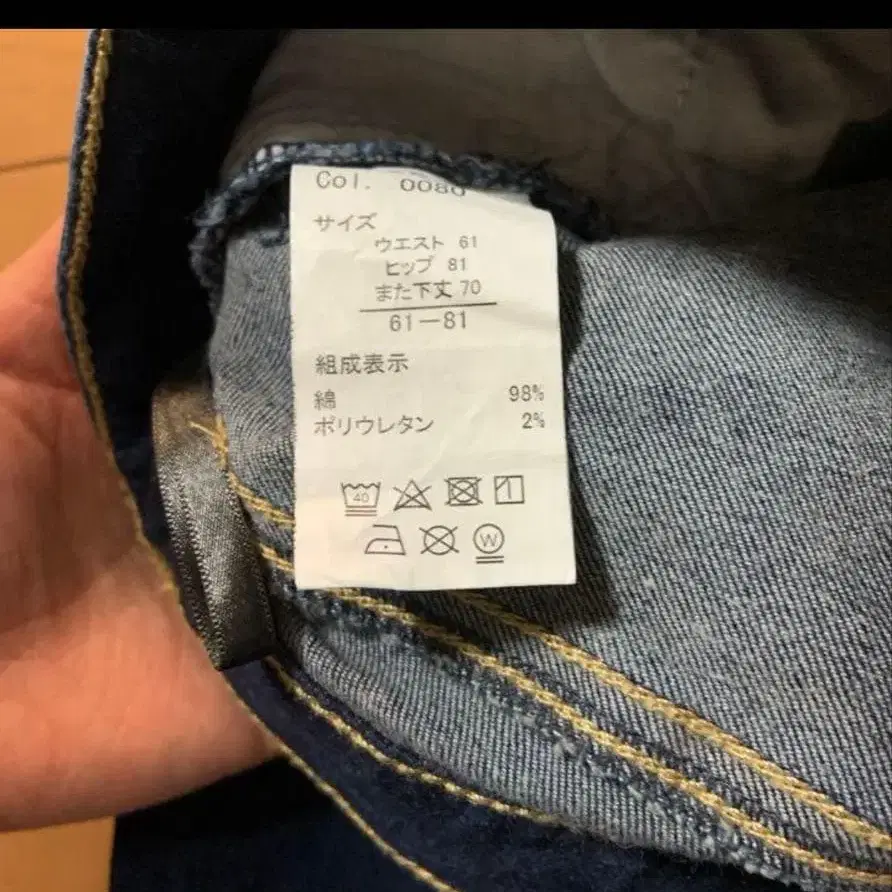 Col. 0080
サイズ
ウエスト 61
ヒップ 81
また下丈 70
61－81
組成表示
綿 98%
ポリウレタン 2%
40
W